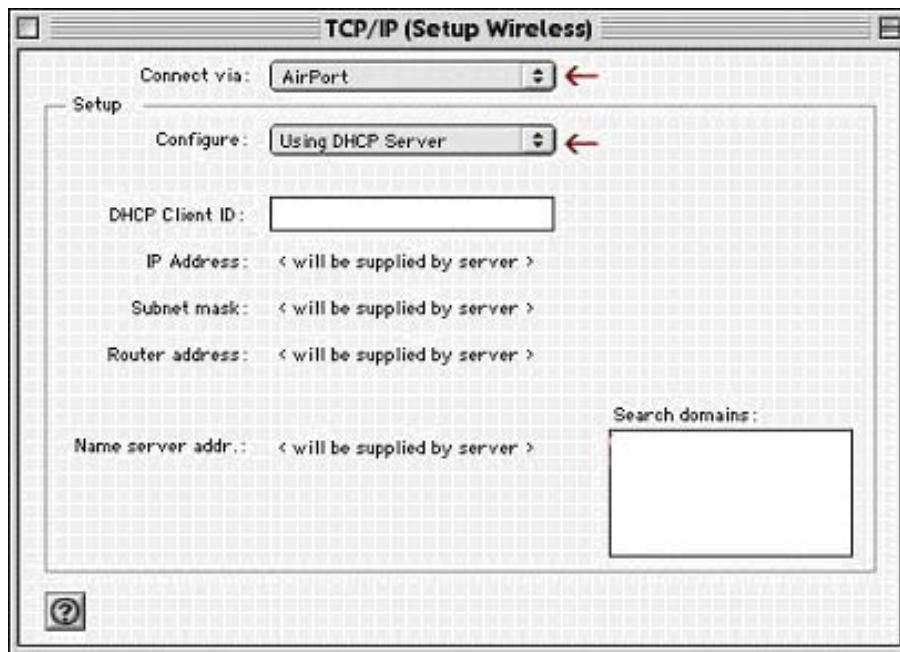 TCP/IP (Setup Wireless)
Connect via: AirPort
Setup
Configure: Using DHCP Server
DHCP Client ID:
IP Address: < will be supplied by server >
Subnet mask: < will be supplied by server >
Router address: < will be supplied by server >
Search domains:
Name server addr.: < will be supplied by server >
?